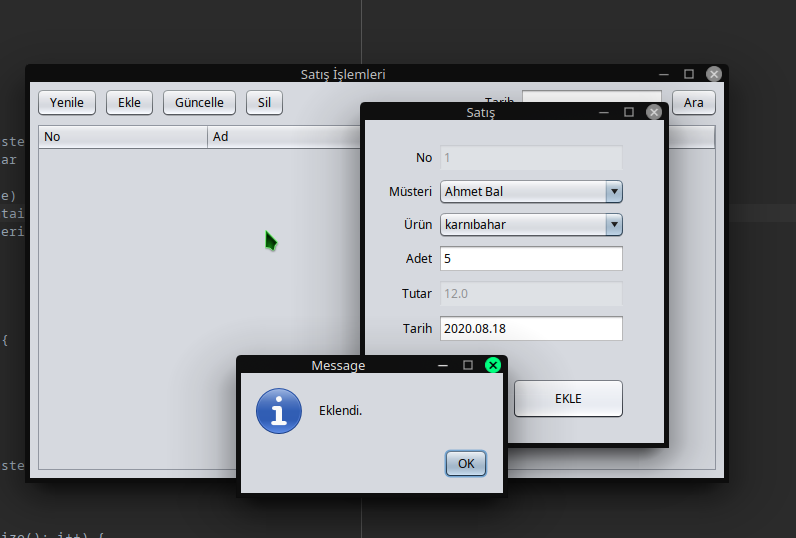 Satış İşlemleri
Yenile Ekle Güncelle Sil Tarih Ara
No Ad
Satış
No 1
Müsteri Ahmet Bal
Ürün karnıbahar
Adet 5
Tutar 12.0
Tarih 2020.08.18
EKLE
Message
Eklendi.
OK
ste
ar
e)
tai
eri
{
ste
ize(); i++) {